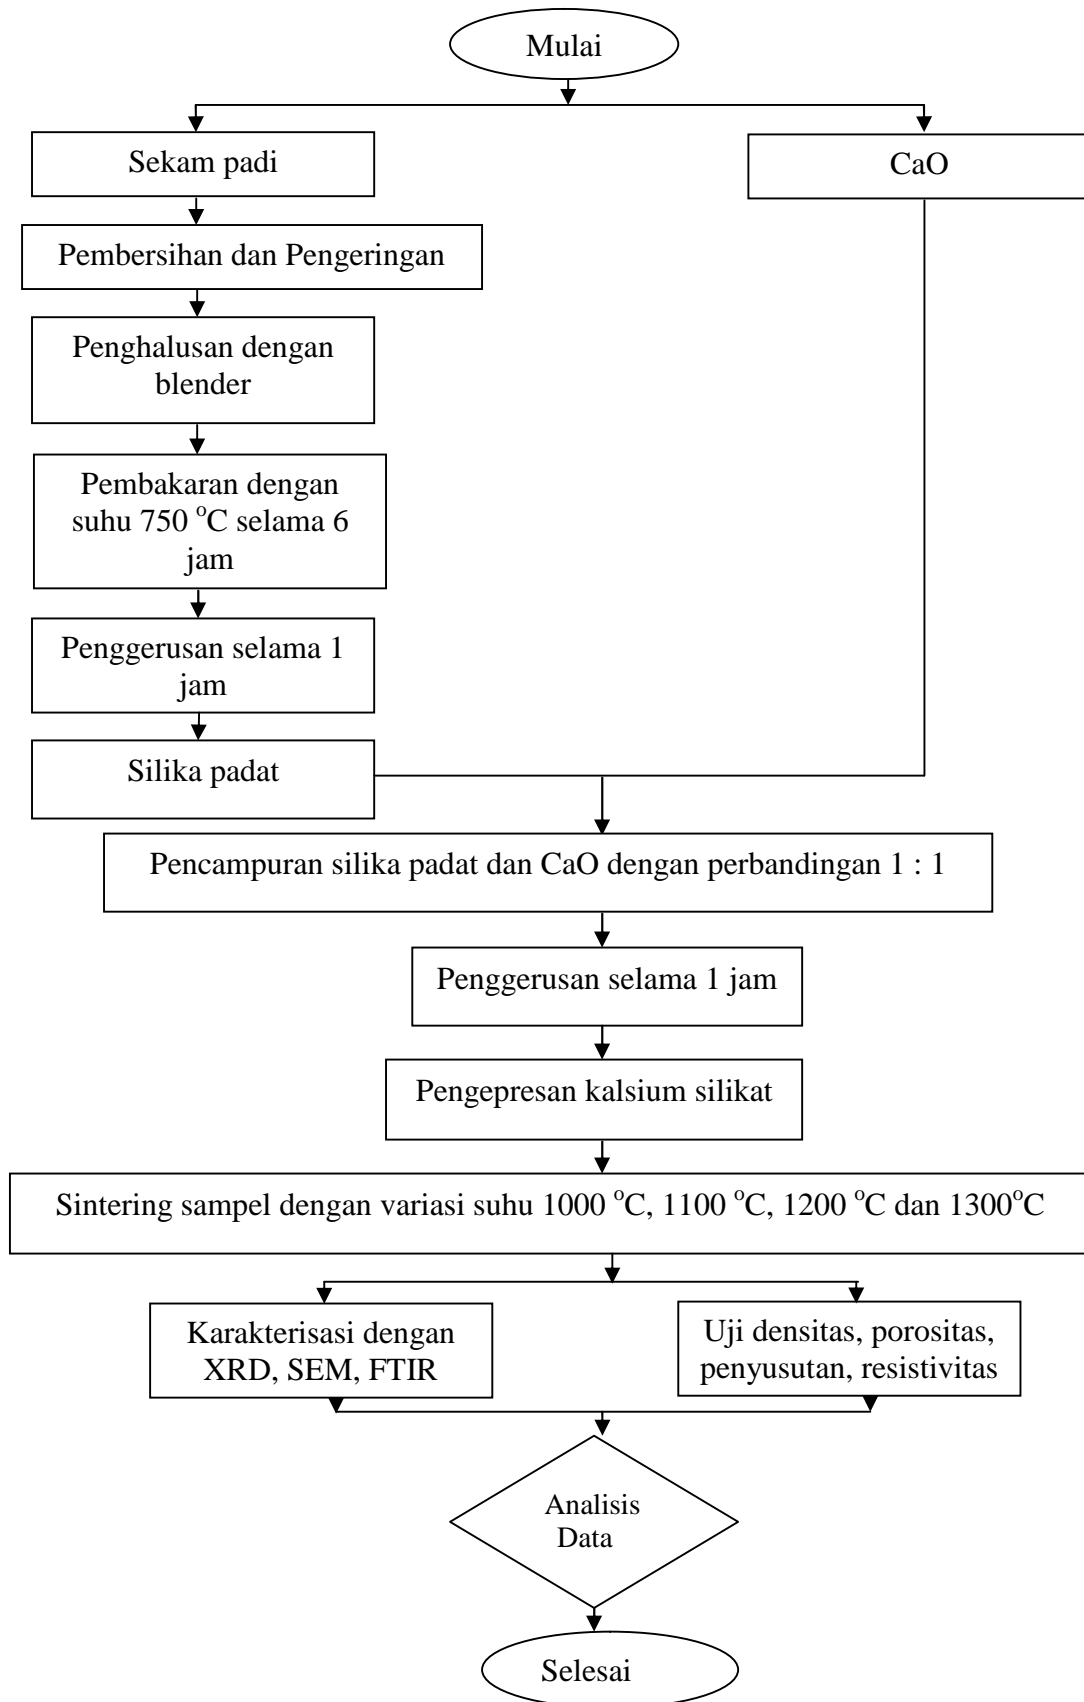 Mulai
Sekam padi
CaO
Pembersihan dan Pengeringan
Penghalusan dengan
blender
Pembakaran dengan
suhu 750 °C selama 6
jam
Penggerusan selama 1
jam
Silika padat
Pencampuran silika padat dan CaO dengan perbandingan 1 : 1
Penggerusan selama 1 jam
Pengepresan kalsium silikat
Sintering sampel dengan variasi suhu 1000 °C, 1100 °C, 1200 °C dan 1300°C
Karakterisasi dengan
XRD, SEM, FTIR
Uji densitas, porositas,
penyusutan, resistivitas
Analisis
Data
Selesai